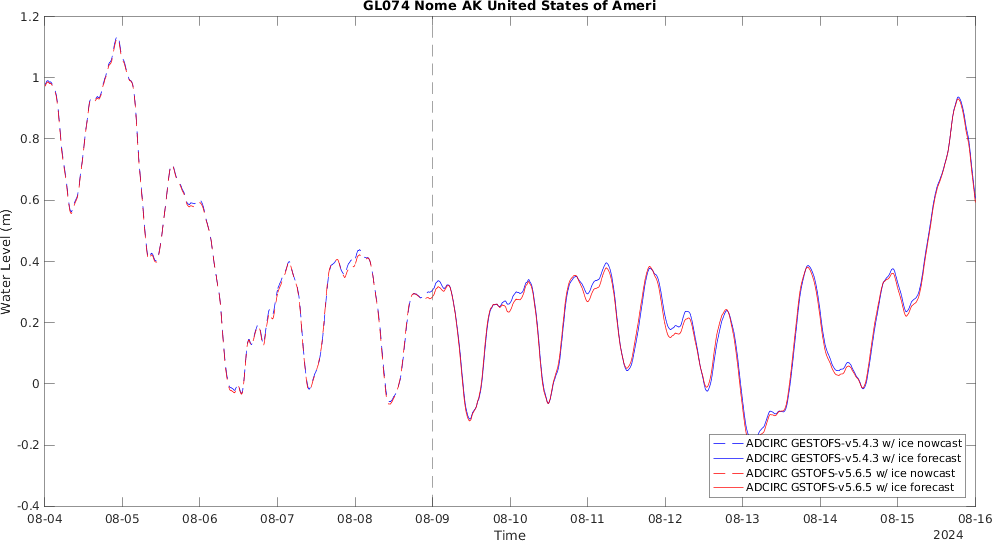 GL074 Nome AK United States of Ameri
1.2
1
0.8
0.6
0.4
0.2
0
-0.2
-0.4
Water Level (m)
ADCIRC GESTOFS-v5.4.3 w/ ice nowcast
ADCIRC GESTOFS-v5.4.3 w/ ice forecast
ADCIRC GSTOFS-v5.6.5 w/ ice nowcast
ADCIRC GSTOFS-v5.6.5 w/ ice forecast
08-04 08-05 08-06 08-07 08-08 08-09 08-10 08-11 08-12 08-13 08-14 08-15 08-16
Time
2024